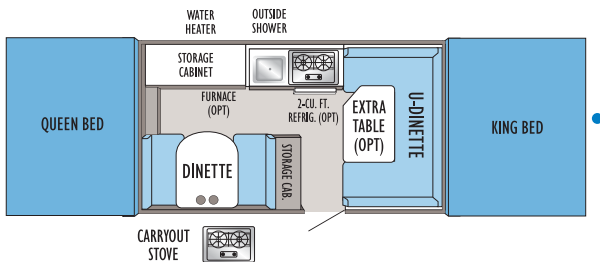 WATER
HEATER
OUTSIDE
SHOWER
STORAGE
CABINET
FURNACE
(OPT)
2-CU. FT.
REFRIG. (OPT)
EXTRA
TABLE
(OPT)
U-DINETTE
QUEEN BED
KING BED
DINETTE
STORAGE CAB.
CARRYOUT
STOVE